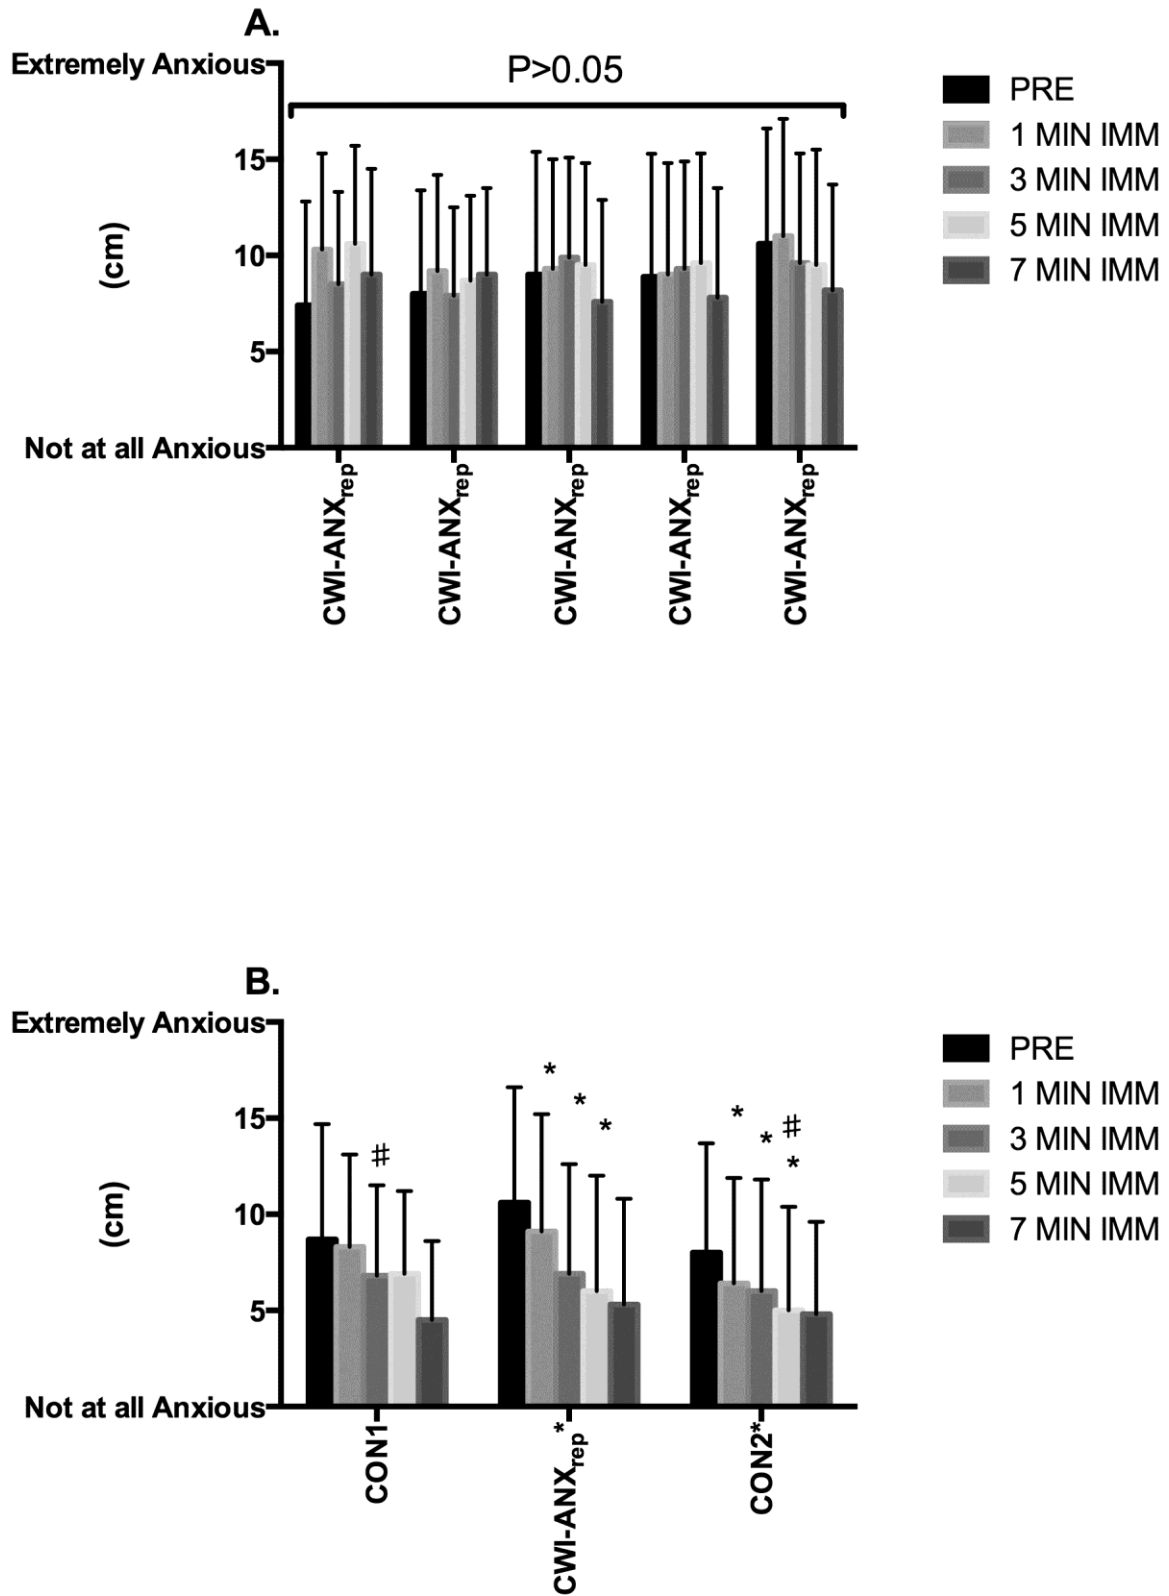 A.
Extremely Anxious
P>0.05
15
(cm)
10
5
Not at all Anxious
CWI-ANXrep
CWI-ANXrep
CWI-ANXrep
CWI-ANXrep
CWI-ANXrep
PRE
1 MIN IMM
3 MIN IMM
5 MIN IMM
7 MIN IMM
B.
Extremely Anxious
15
(cm)
10
5
Not at all Anxious
#
*
*
*
*
*
#
*
CON1
CWI-ANXrep*
CON2*
PRE
1 MIN IMM
3 MIN IMM
5 MIN IMM
7 MIN IMM